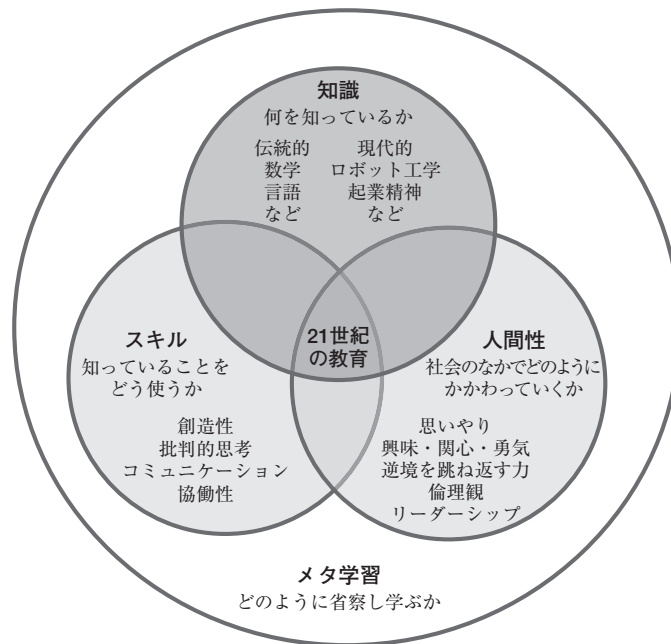 知識
何を知っているか
伝統的
数学
言語
など
現代的
ロボット工学
起業精神
など
21世紀
の教育
スキル
知っていることを
どう使うか
創造性
批判的思考
コミュニケーション
協働性
人間性
社会のなかでどのように
かかわっていくか
思いやり
興味・関心・勇気
逆境を跳ね返す力
倫理観
リーダーシップ
メタ学習
どのように省察し学ぶか